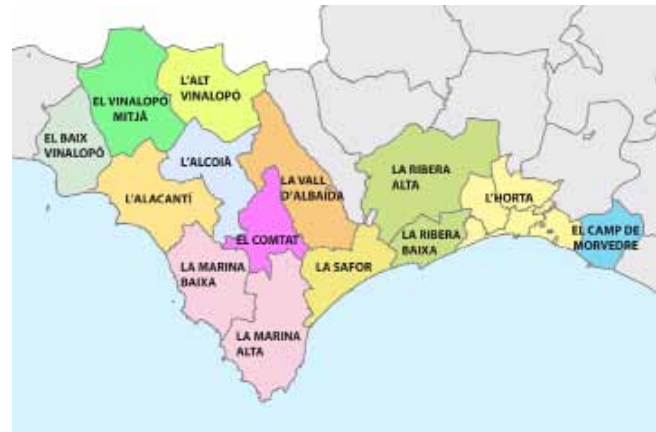 L'ALT
VINALOPÓ
EL VINALOPÓ
MITJÀ
EL BAIX
VINALOPÓ
L'ALCOIÀ
LA VALL
D'ALBAIDA
LA RIBERA
ALTA
L'HORTA
L'ALACANTÍ
EL COMTAT
LA RIBERA
BAIXA
EL CAMP DE
MORVEDRE
LA MARINA
BAIXA
LA SAFOR
LA MARINA
ALTA